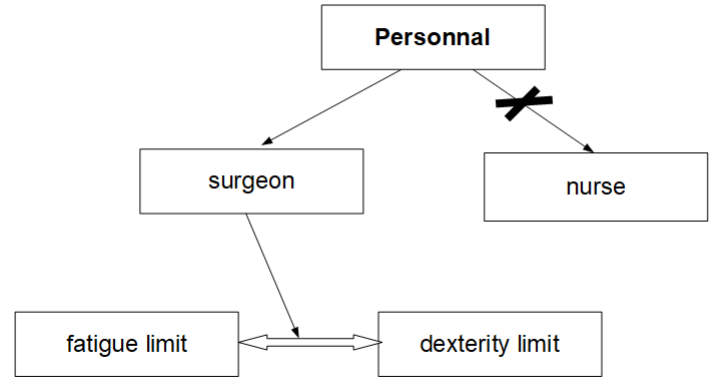 Personnal
surgeon
nurse
fatigue limit
dexterity limit